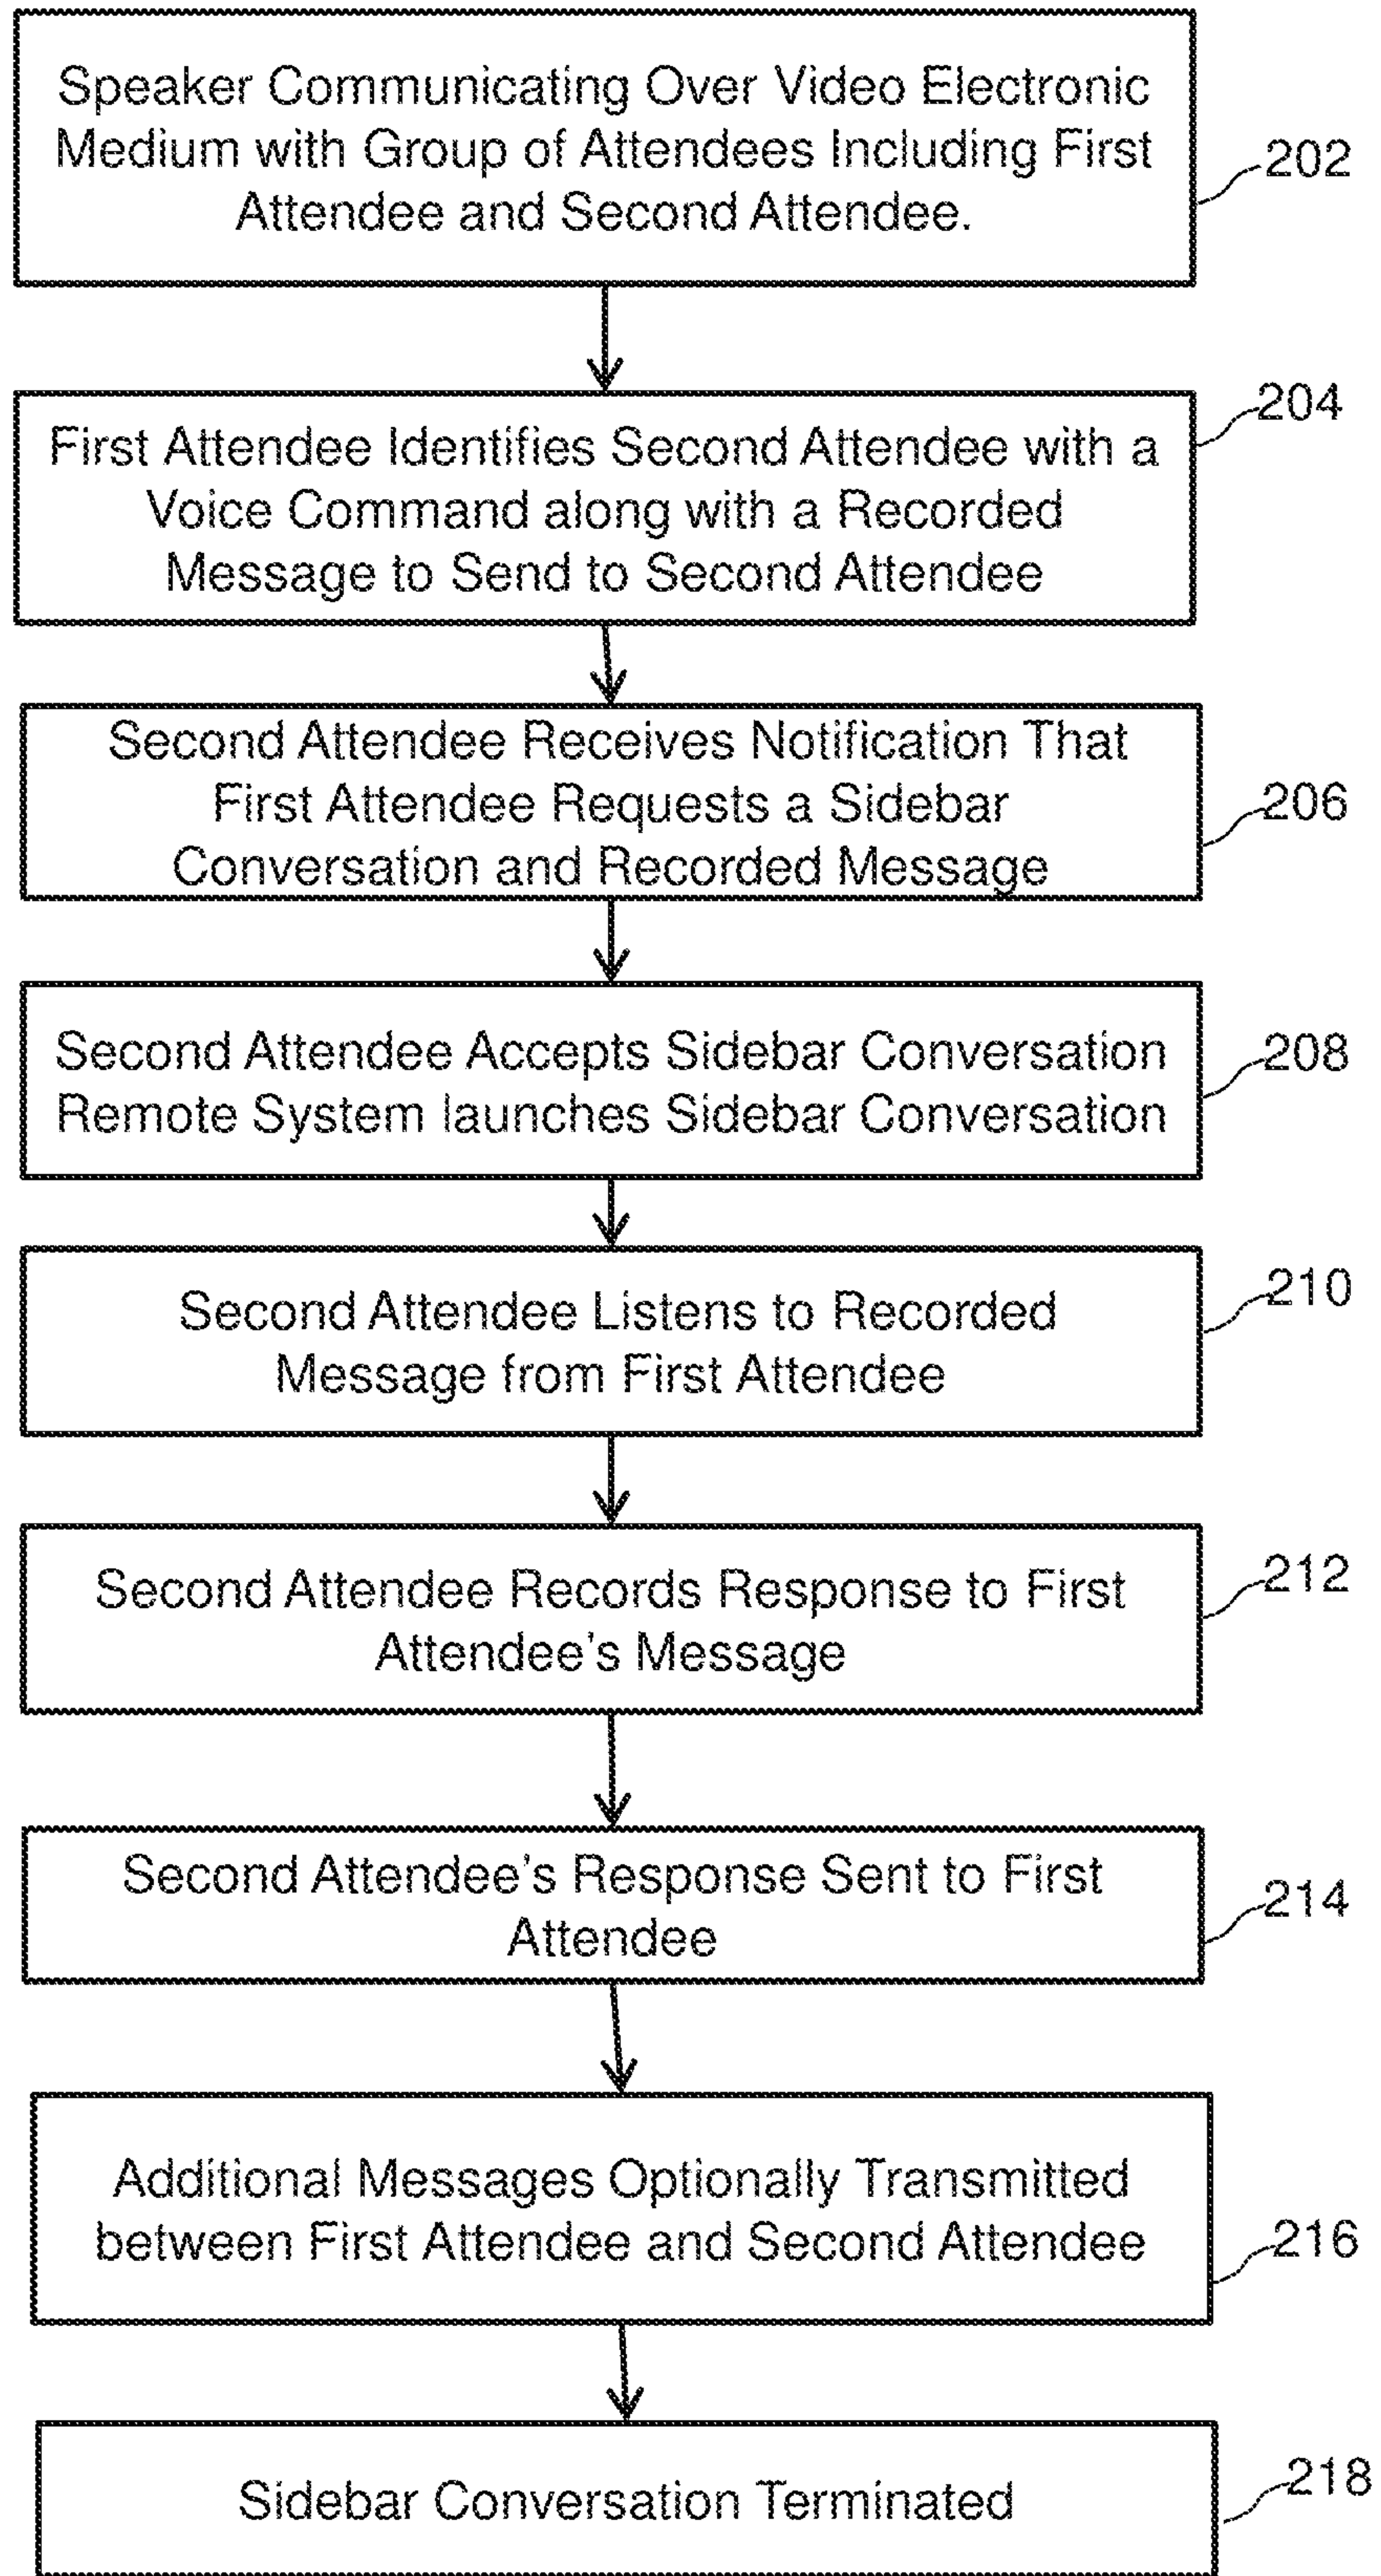 Speaker Communicating Over Video Electronic
Medium with Group of Attendees Including First
Attendee and Second Attendee.
202
First Attendee Identifies Second Attendee with a
Voice Command along with a Recorded
Message to Send to Second Attendee
204
Second Attendee Receives Notification That
First Attendee Requests a Sidebar
Conversation and Recorded Message
206
Second Attendee Accepts Sidebar Conversation
Remote System launches Sidebar Conversation
208
Second Attendee Listens to Recorded
Message from First Attendee
210
Second Attendee Records Response to First
Attendee's Message
212
Second Attendee's Response Sent to First
Attendee
214
Additional Messages Optionally Transmitted
between First Attendee and Second Attendee
216
Sidebar Conversation Terminated
218